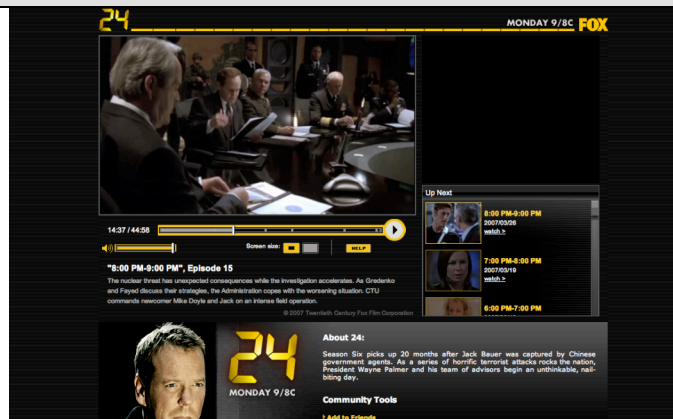 24
MONDAY 9/8C FOX
Up Next
8:00 PM-9:00 PM
2007/03/26
watch >
7:00 PM-8:00 PM
2007/03/19
watch >
6:00 PM-7:00 PM
14:37 / 44:58
Screen size:
HELP
"8:00 PM-9:00 PM", Episode 15
The nuclear threat has unexpected consequences while the investigation accelerates. As Gredenko
and Fayed discuss their strategies, the Administration copes with the worsening situation. CTU
commands newcomer Mike Doyle and Jack on an intense field operation.
© 2007 Twentieth Century Fox Film Corporation
24
MONDAY 9/8C
About 24:
Season Six picks up 20 months after Jack Bauer was captured by Chinese
government agents. As a series of horrific terrorist attacks rocks the nation,
President Wayne Palmer and his team of advisors begin an unthinkable, nail-
biting day.
Community Tools
Add to Friends